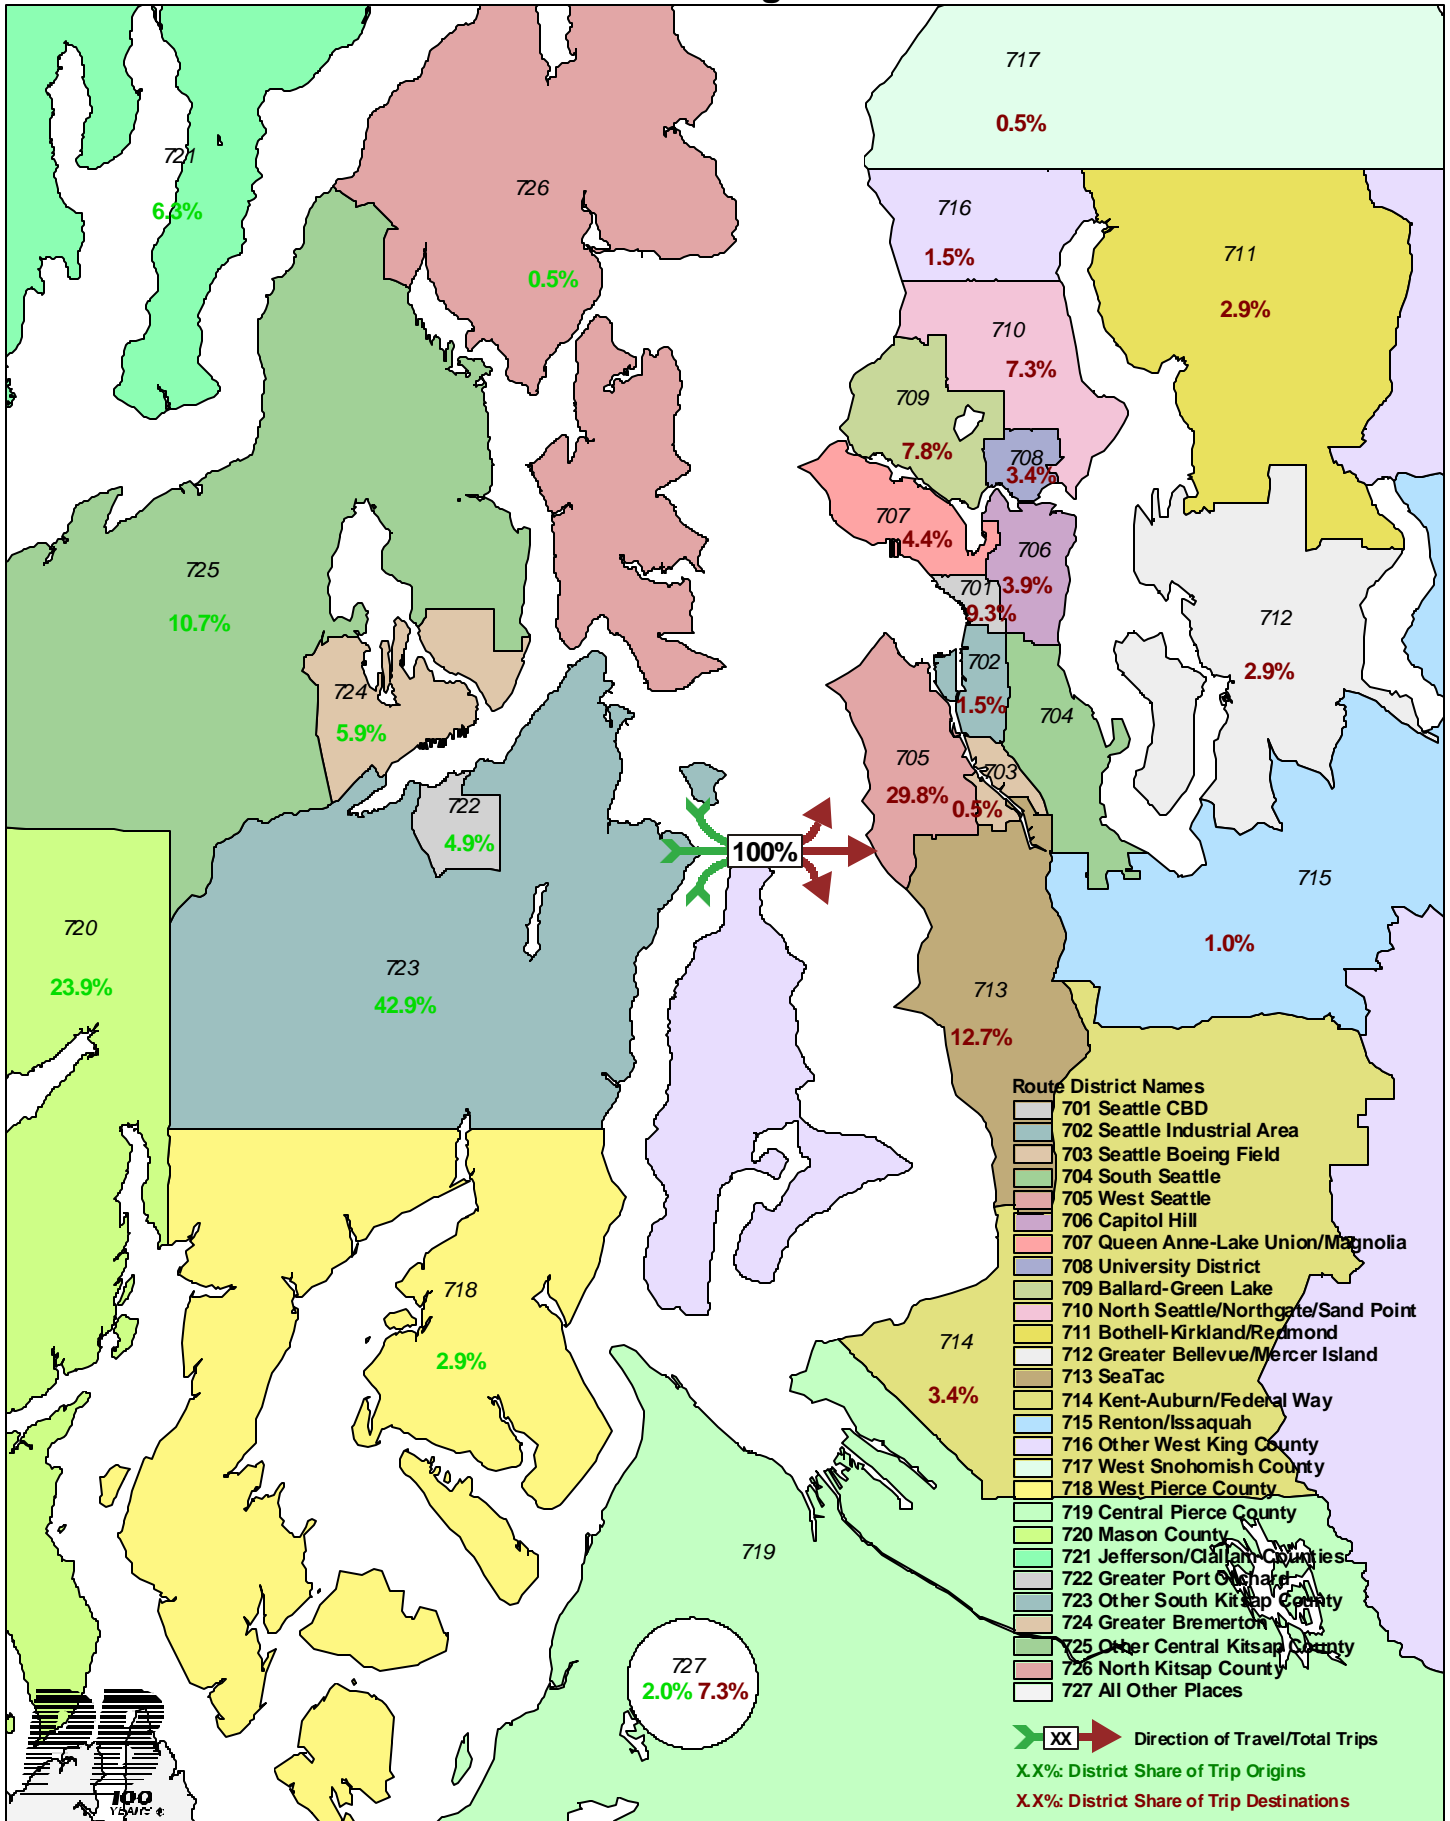 717
0.5%
721
6.3%
726
0.5%
716
1.5%
711
2.9%
710
7.3%
709
7.8%
708
3.4%
707
4.4%
706
3.9%
701
9.3%
725
10.7%
712
2.9%
702
1.5%
724
5.9%
704
705
29.8%
703
0.5%
722
4.9%
100%
715
1.0%
720
23.9%
723
42.9%
713
12.7%
Route District Names
701 Seattle CBD
702 Seattle Industrial Area
703 Seattle Boeing Field
704 South Seattle
705 West Seattle
706 Capitol Hill
707 Queen Anne-Lake Union/Magnolia
708 University District
709 Ballard-Green Lake
710 North Seattle/Northgate/Sand Point
711 Bothell-Kirkland/Redmond
712 Greater Bellevue/Mercer Island
713 SeaTac
714 Kent-Auburn/Federal Way
715 Renton/Issaquah
716 Other West King County
717 West Snohomish County
718 West Pierce County
719 Central Pierce County
720 Mason County
721 Jefferson/Clallam Counties
722 Greater Port Orchard
723 Other South Kitsap County
724 Greater Bremerton
725 Other Central Kitsap County
726 North Kitsap County
727 All Other Places
718
2.9%
714
3.4%
719
727
2.0% 7.3%
XX Direction of Travel/Total Trips
X.X%: District Share of Trip Origins
X.X%: District Share of Trip Destinations
PB
100
YEARS